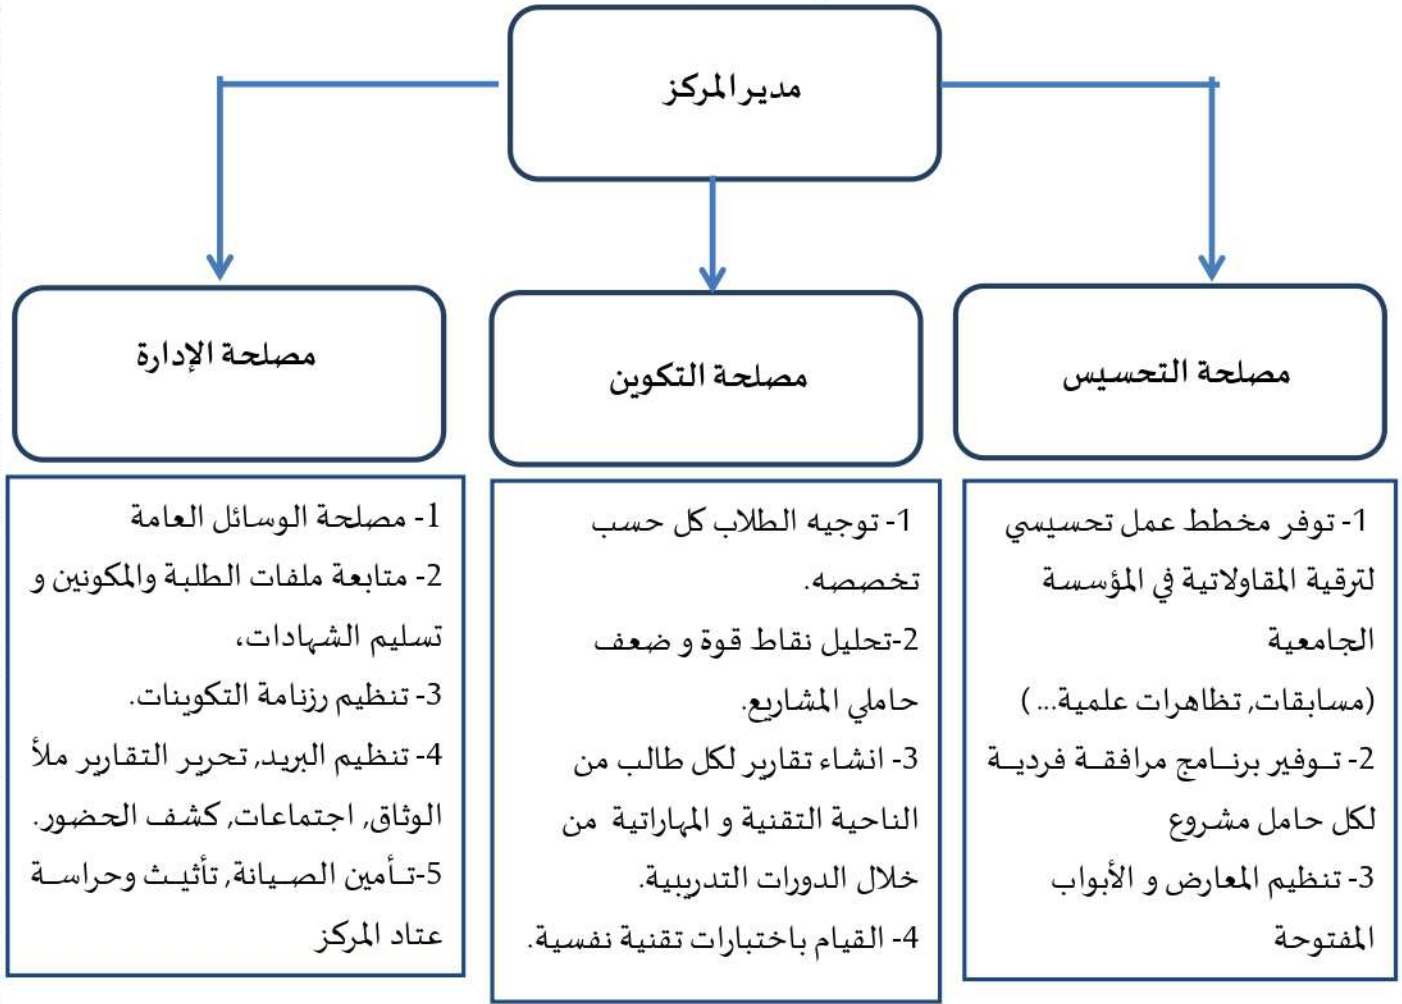 مدير المركز
مصلحة التحسيس
مصلحة التكوين
مصلحة الإدارة
1- توفر مخطط عمل تحسيسي
لترقية المقاولاتية في المؤسسة
الجامعية
(مسابقات, تظاهرات علمية... )
2- توفير برنامج مرافقة فردية
لكل حامل مشروع
3- تنظيم المعارض و الأبواب
المفتوحة
1- توجيه الطلاب كل حسب
تخصصه.
2-تحليل نقاط قوة و ضعف
حاملي المشاريع.
3- انشاء تقارير لكل طالب من
الناحية التقنية و المهاراتية من
خلال الدورات التدريبية.
4- القيام باختبارات تقنية نفسية.
1- مصلحة الوسائل العامة
2- متابعة ملفات الطلبة والمكونين و
تسليم الشهادات،
3- تنظيم رزنامة التكوينات.
4- تنظيم البريد, تحرير التقارير ملأ
الوثاق, اجتماعات, كشف الحضور.
5-تأمين الصيانة, تأثيث وحراسة
عتاد المركز